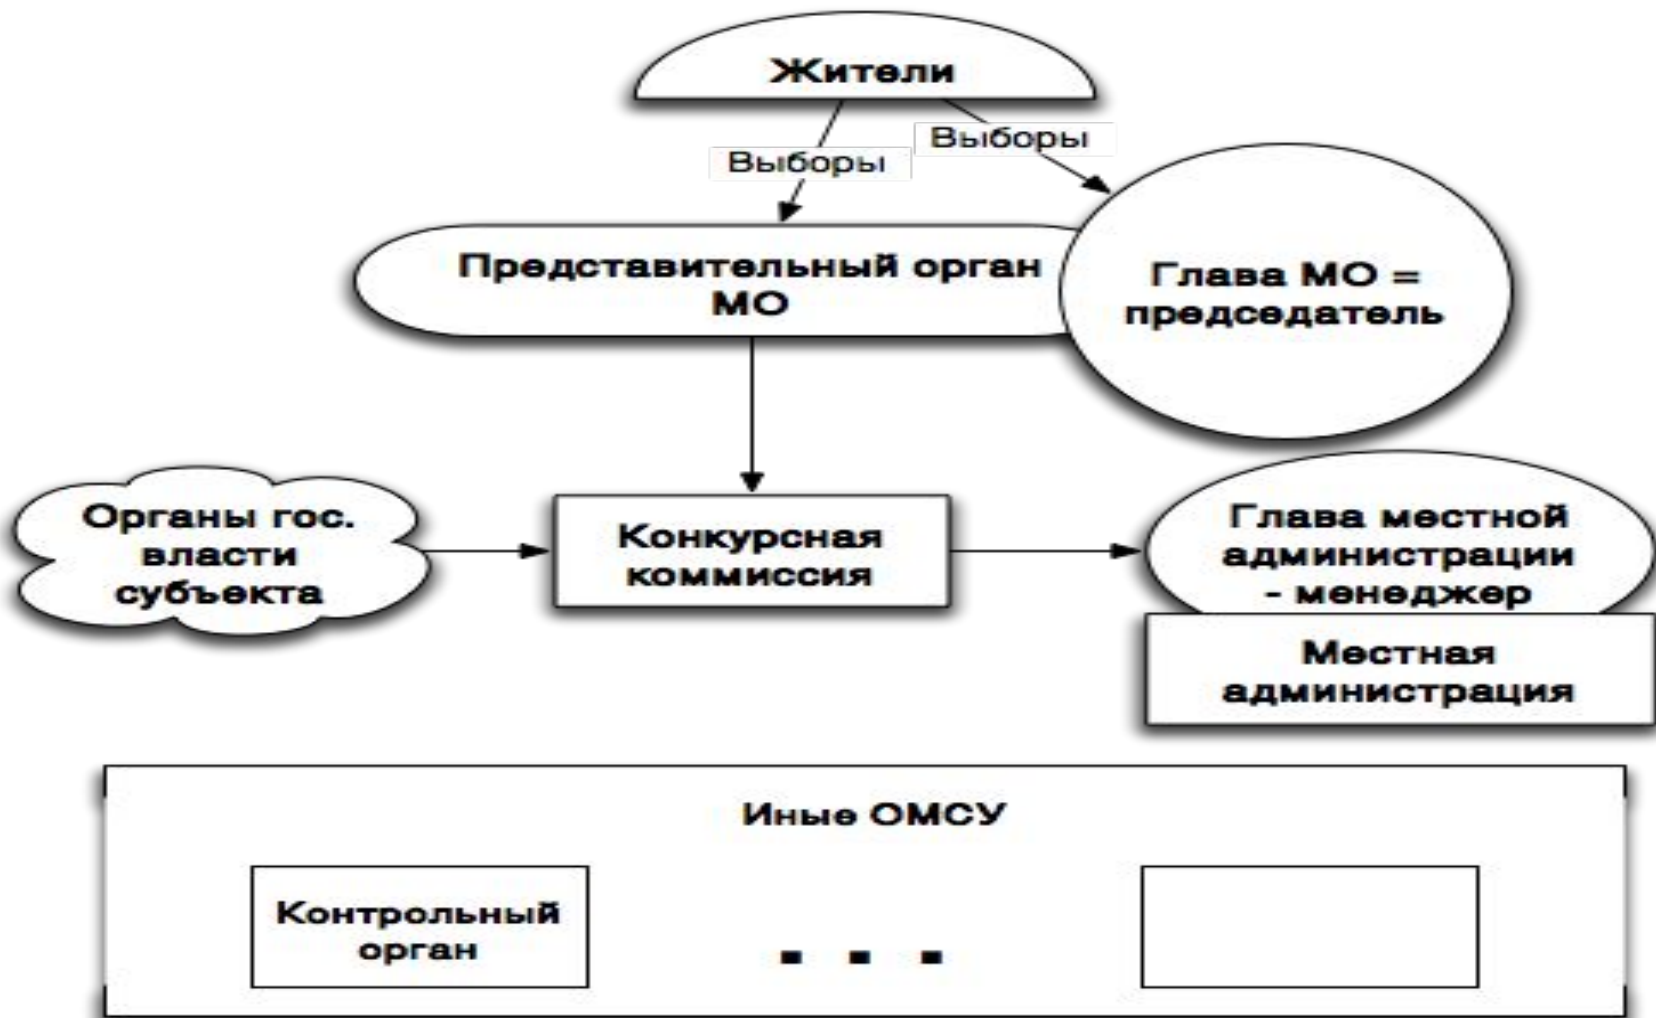 Жители
Выборы
Выборы
Представительный орган
МО
Глава МО =
председатель
Органы гос.
власти
субъекта
Конкурсная
коммиссия
Глава местной
администрации
- менеджер
Местная
администрация
Иные ОМСУ
Контрольный
орган
. . .